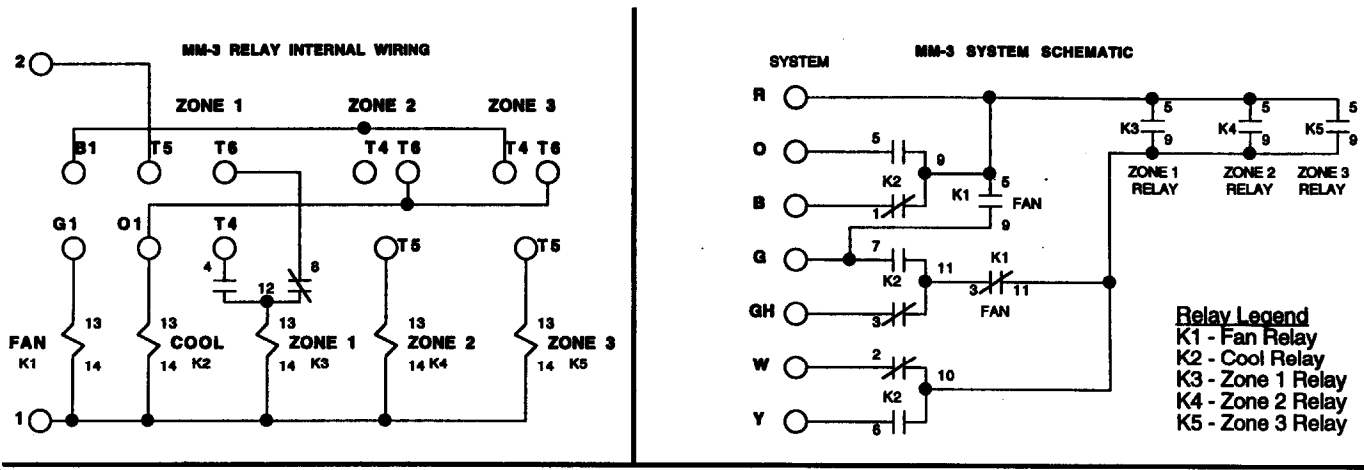 MM-3 RELAY INTERNAL WIRING
2
ZONE 1 ZONE 2 ZONE 3
B1 T5 T6 T4 T6 T4 T6
G1 O1 T4 T5 T5
4 8
12
13 13 13 13 13
FAN COOL ZONE 1 ZONE 2 ZONE 3
K1 14 14 K2 14 K3 14 K4 14 K5
1
MM-3 SYSTEM SCHEMATIC
SYSTEM
R
5 5 5
K3 K4 K5
9 9 9
ZONE 1 RELAY
ZONE 2 RELAY
ZONE 3 RELAY
O 5 9
K2 5
B 1 K1 FAN
9
G 7 K1
K2 11 3 11
GH 3 FAN
W 2 10
K2
Y 6
Relay Legend
K1 - Fan Relay
K2 - Cool Relay
K3 - Zone 1 Relay
K4 - Zone 2 Relay
K5 - Zone 3 Relay